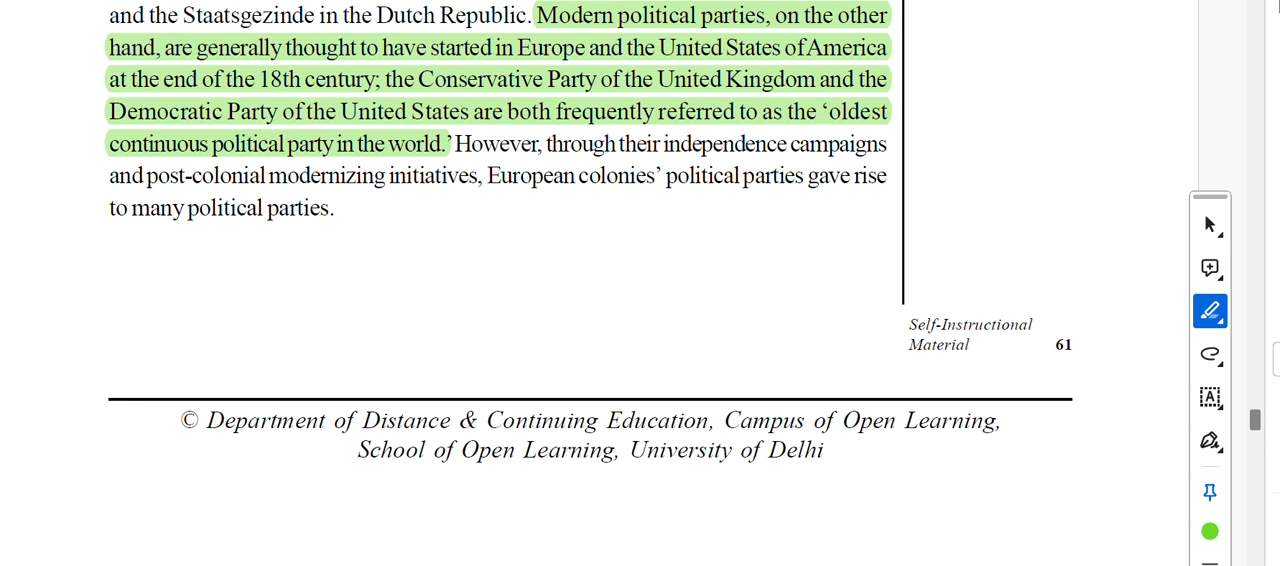 and the Staatsgezinde in the Dutch Republic. Modern political parties, on the other
hand, are generally thought to have started in Europe and the United States of America
at the end of the 18th century; the Conservative Party of the United Kingdom and the
Democratic Party of the United States are both frequently referred to as the ‘oldest
continuous political party in the world.’ However, through their independence campaigns
and post-colonial modernizing initiatives, European colonies’ political parties gave rise
to many political parties.
Self-Instructional
Material 61
© Department of Distance & Continuing Education, Campus of Open Learning,
School of Open Learning, University of Delhi